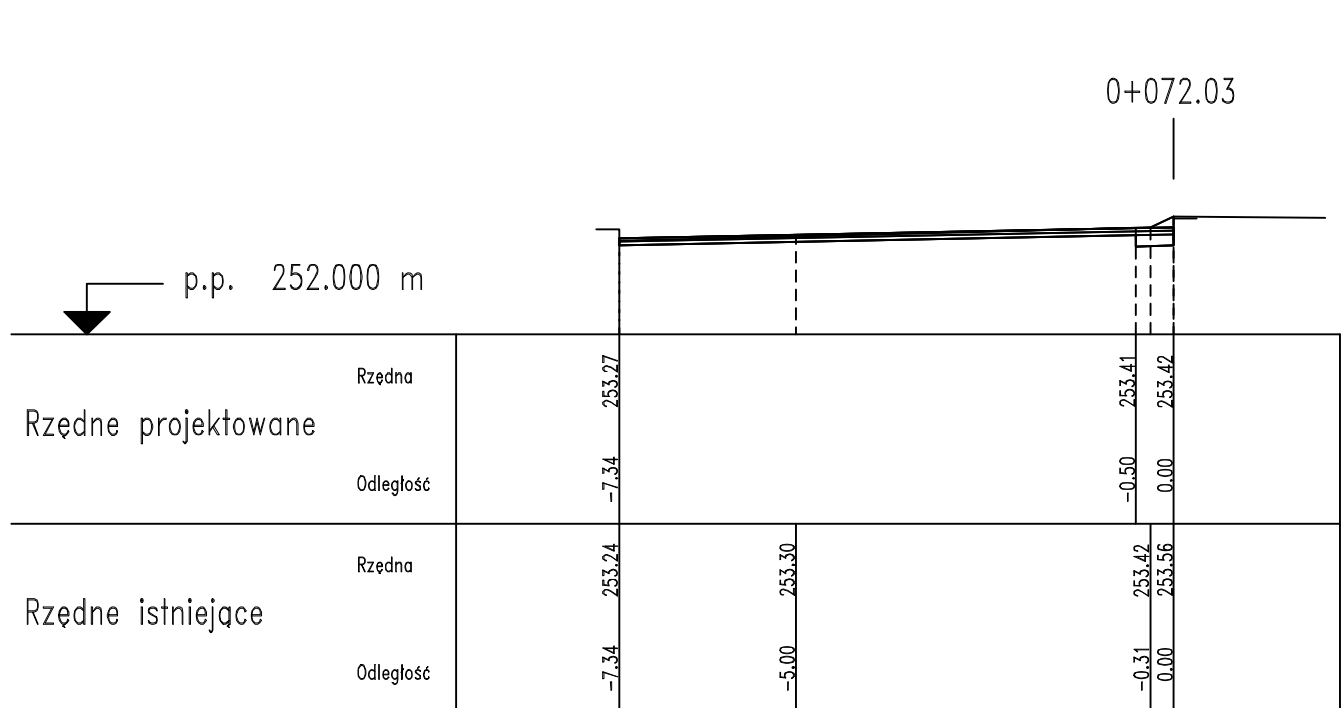 0+072.03
p.p. 252.000 m
Rzędne projektowane
Rzędna
253.27
253.41
253.42
Odległość
-7.34
-0.50
0.00
Rzędne istniejące
Rzędna
253.24
253.30
253.42
253.56
Odległość
-7.34
-5.00
-0.31
0.00